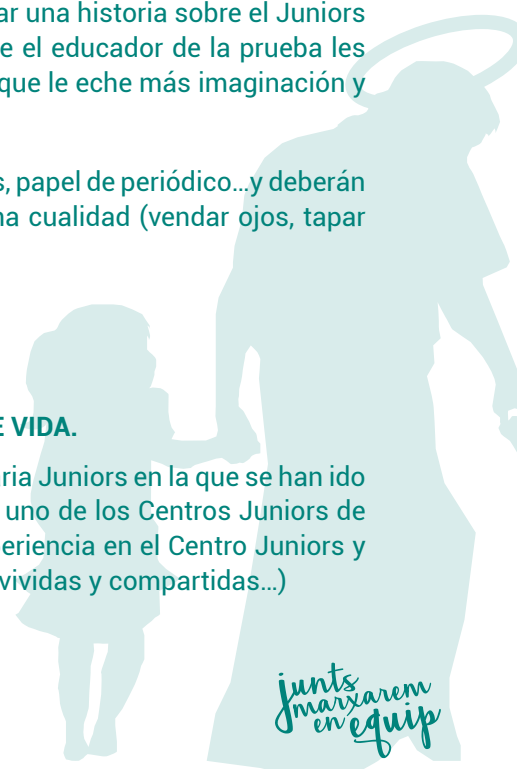 ar una historia sobre el Juniors
e el educador de la prueba les
que le eche más imaginación y
s, papel de periódico…y deberán
na cualidad (vendar ojos, tapar
E VIDA.
aria Juniors en la que se han ido
uno de los Centros Juniors de
periencia en el Centro Juniors y
vividas y compartidas…)
junts
marxarem
en equip